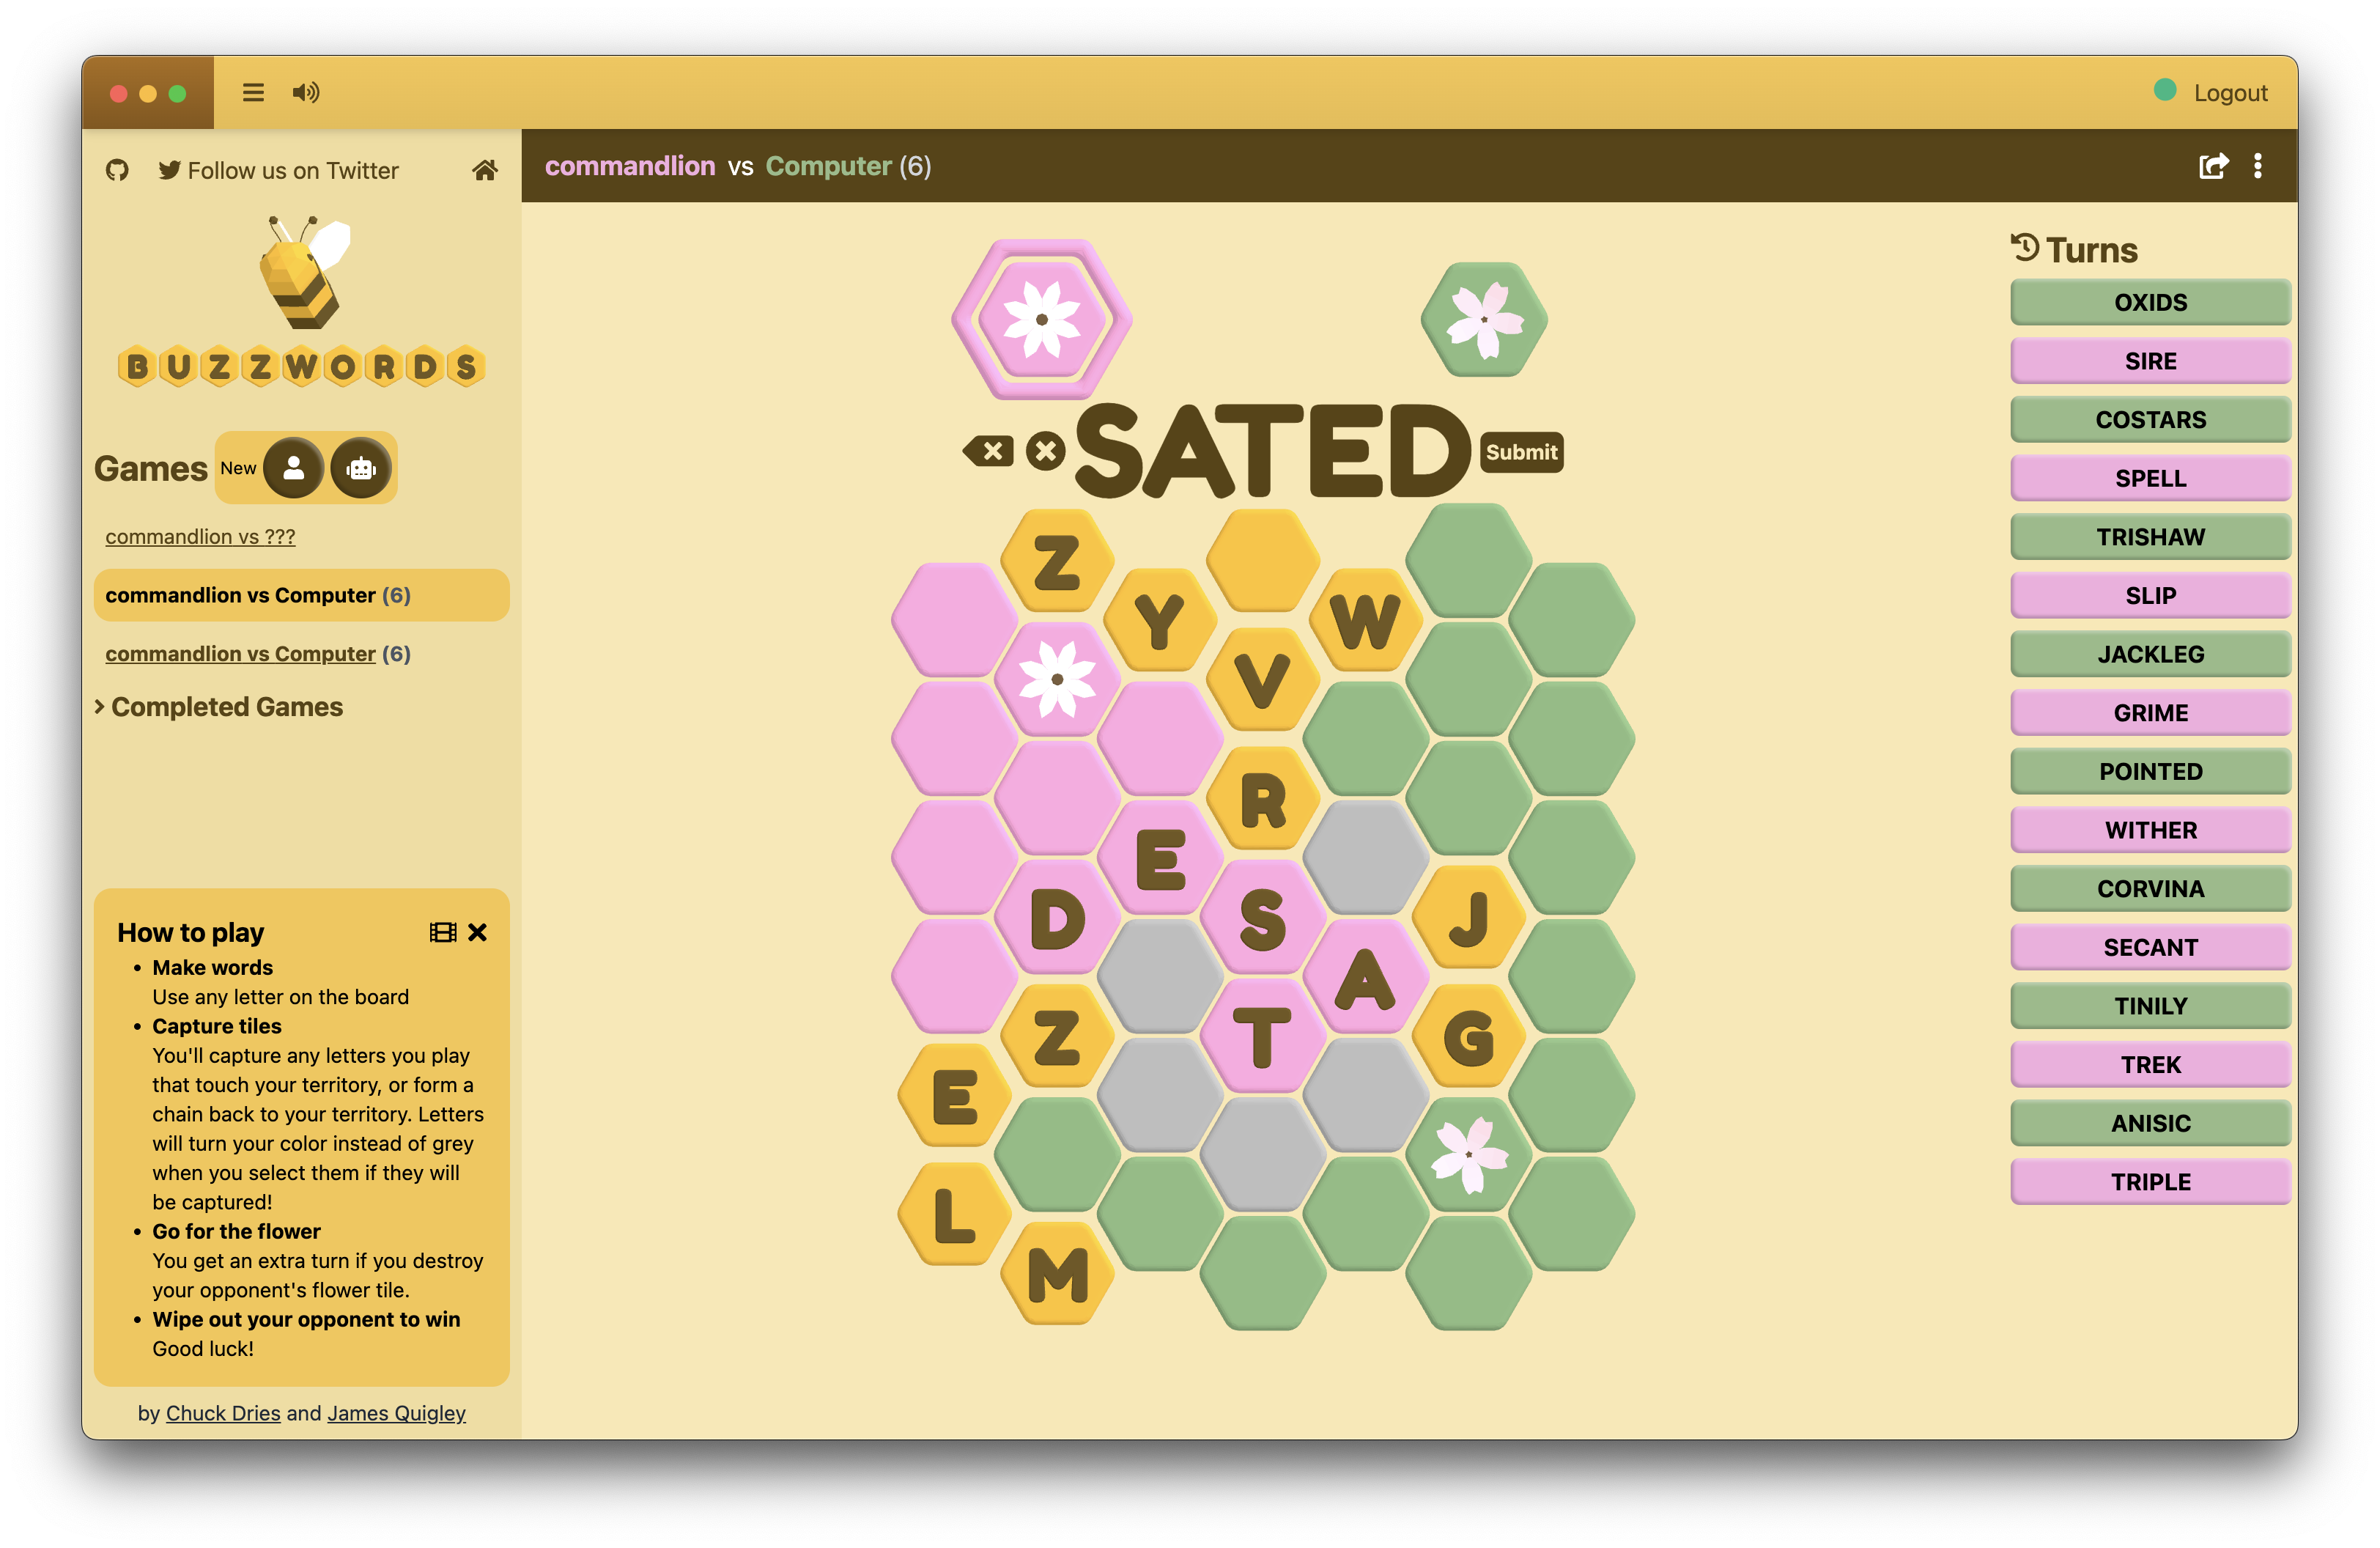 Logout
Follow us on Twitter
commandlion vs Computer (6)
BUZZWORDS
Games New
commandlion vs ???
commandlion vs Computer (6)
commandlion vs Computer (6)
Completed Games
How to play
Make words
Use any letter on the board
Capture tiles
You'll capture any letters you play
that touch your territory, or form a
chain back to your territory. Letters
will turn your color instead of grey
when you select them if they will
be captured!
Go for the flower
You get an extra turn if you destroy
your opponent's flower tile.
Wipe out your opponent to win
Good luck!
by Chuck Dries and James Quigley
SATED
Submit
Z
Y
W
V
R
E
D
S
J
A
Z
T
G
E
L
M
Turns
OXIDS
SIRE
COSTARS
SPELL
TRISHAW
SLIP
JACKLEG
GRIME
POINTED
WITHER
CORVINA
SECANT
TINILY
TREK
ANISIC
TRIPLE